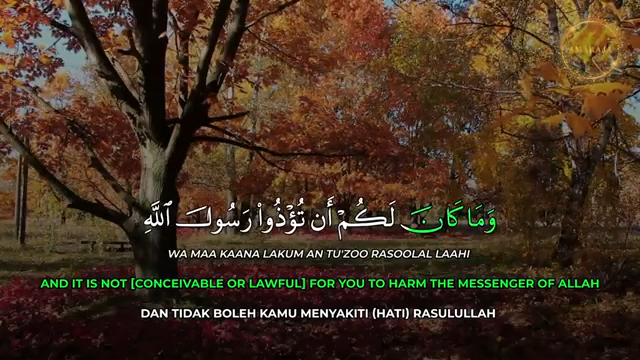 وَمَا كَانَ لَكُمْ أَن تُؤْذُوا۟ رَسُولَ ٱللَّهِ
WA MAA KAANA LAKUM AN TU'ZOO RASOOLAL LAAHI
AND IT IS NOT [CONCEIVABLE OR LAWFUL] FOR YOU TO HARM THE MESSENGER OF ALLAH
DAN TIDAK BOLEH KAMU MENYAKITI (HATI) RASULULLAH